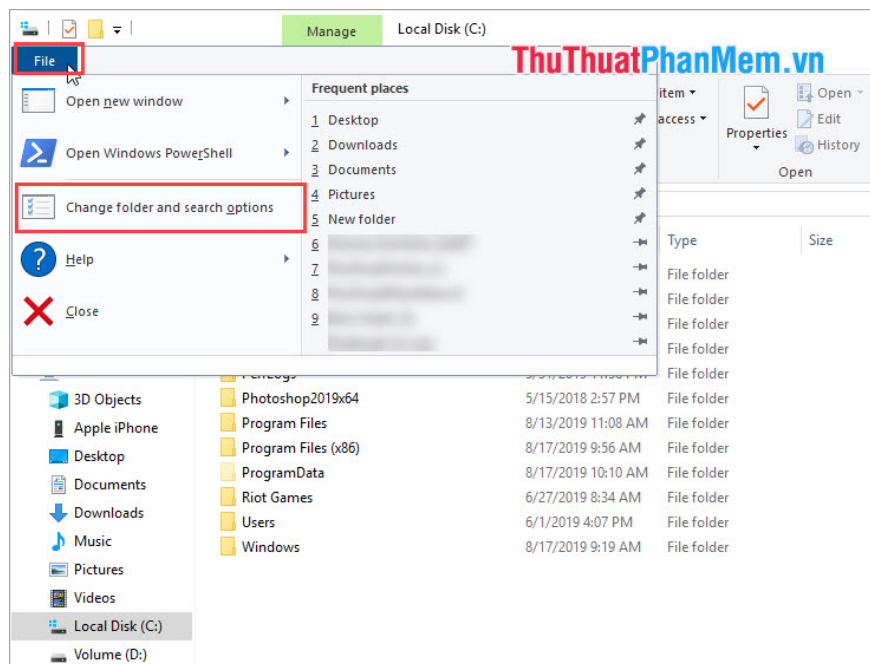 Manage
Local Disk (C:)
File
ThuThuatPhanMem.vn
Open new window
Open Windows PowerShell
Change folder and search options
Help
Close
Frequent places
1 Desktop
2 Downloads
3 Documents
4 Pictures
5 New folder
6
7
8
9
item
access
Properties
Open
Edit
History
Open
Type
Size
File folder
File folder
File folder
File folder
PerfLogs
File folder
Photoshop2019x64 5/15/2018 2:57 PM File folder
Program Files 8/13/2019 11:08 AM File folder
Program Files (x86) 8/17/2019 9:56 AM File folder
ProgramData 8/17/2019 10:10 AM File folder
Riot Games 6/27/2019 8:34 AM File folder
Users 6/1/2019 4:07 PM File folder
Windows 8/17/2019 9:19 AM File folder
3D Objects
Apple iPhone
Desktop
Documents
Downloads
Music
Pictures
Videos
Local Disk (C:)
Volume (D:)